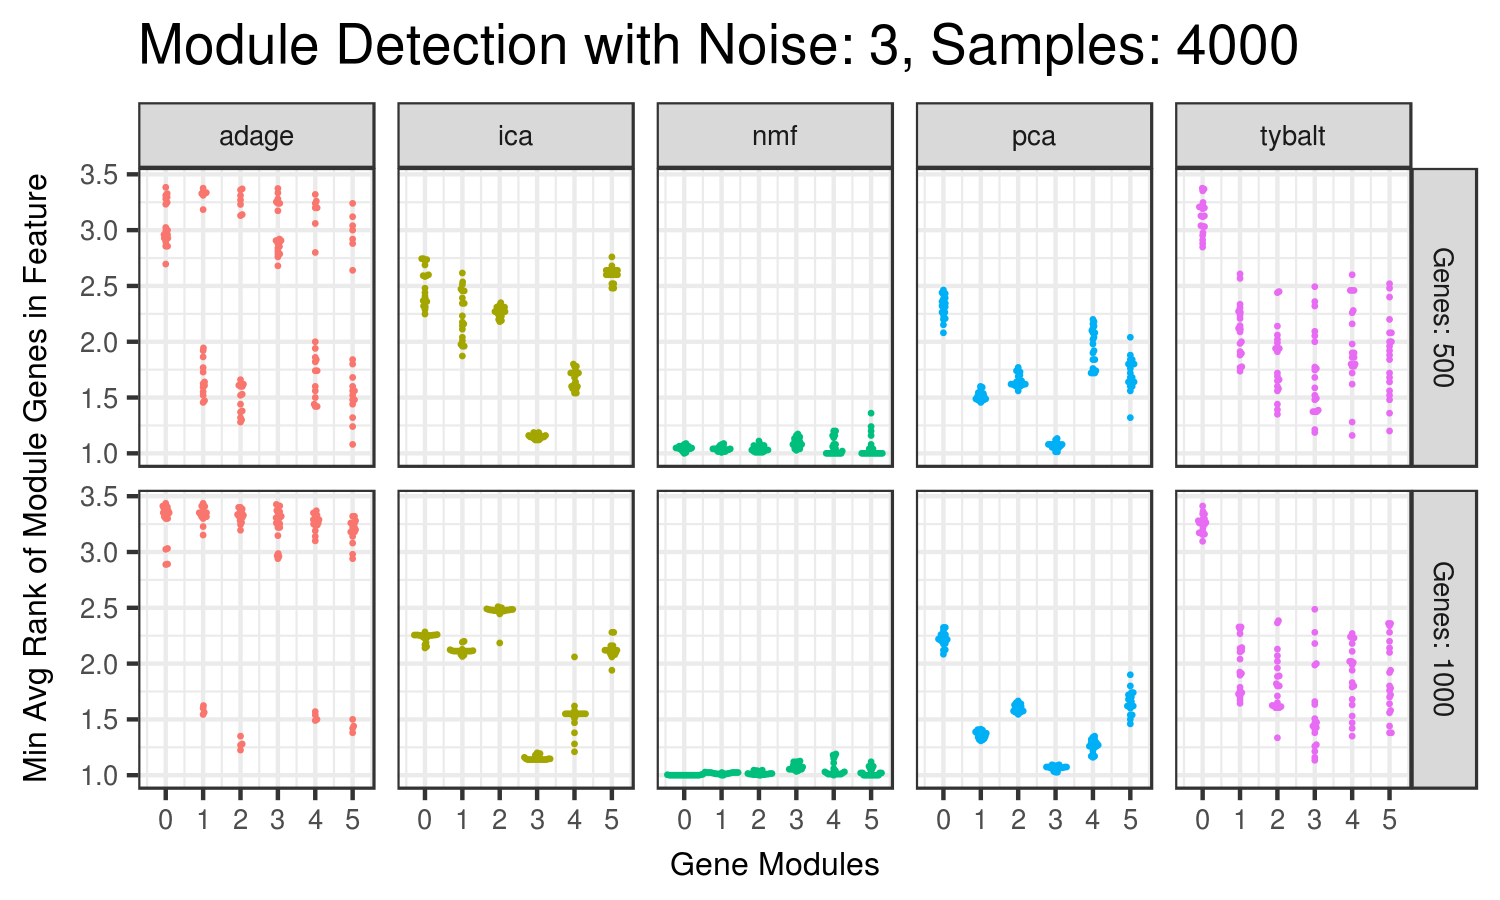 Module Detection with Noise: 3, Samples: 4000
adage ica nmf pca tybalt
Min Avg Rank of Module Genes in Feature
3.5
3.0
2.5
2.0
1.5
1.0
Genes: 500
3.5
3.0
2.5
2.0
1.5
1.0
Genes: 1000
0 1 2 3 4 5 0 1 2 3 4 5 0 1 2 3 4 5 0 1 2 3 4 5 0 1 2 3 4 5
Gene Modules